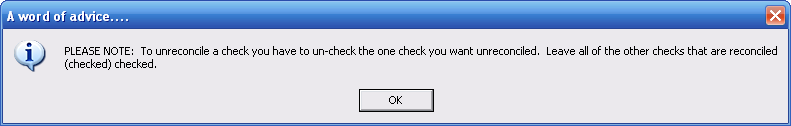 A word of advice....
PLEASE NOTE:  To unreconcile a check you have to un-check the one check you want unreconciled.  Leave all of the other checks that are reconciled
(checked) checked.
OK